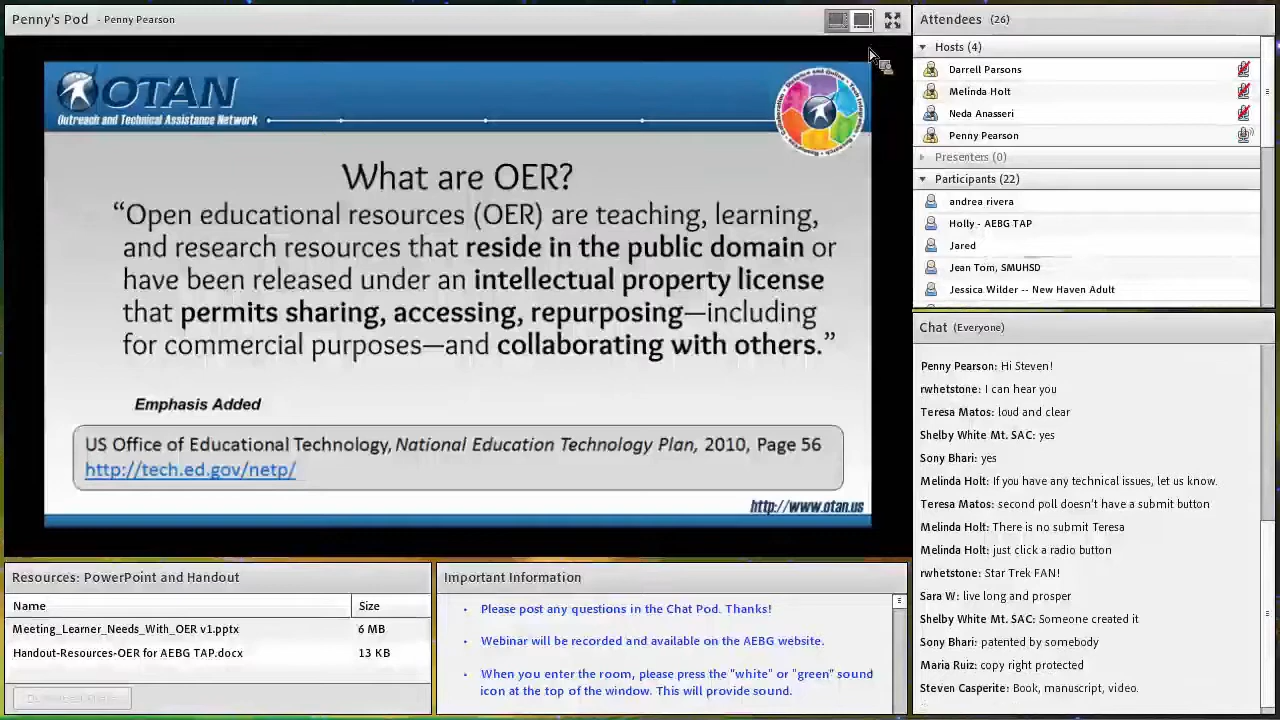 Penny's Pod - Penny Pearson
OTAN
Outreach and Technical Assistance Network
What are OER?
“Open educational resources (OER) are teaching, learning,
and research resources that reside in the public domain or
have been released under an intellectual property license
that permits sharing, accessing, repurposing—including
for commercial purposes—and collaborating with others.”
Emphasis Added
US Office of Educational Technology, National Education Technology Plan, 2010, Page 56
http://tech.ed.gov/netp/
http://www.otan.us
Resources: PowerPoint and Handout
Name Size
Meeting_Learner_Needs_With_OER v1.pptx 6 MB
Handout-Resources-OER for AEBG TAP.docx 13 KB
Important Information
• Please post any questions in the Chat Pod. Thanks!
• Webinar will be recorded and available on the AEBG website.
• When you enter the room, please press the "white" or "green" sound
icon at the top of the window. This will provide sound.
Attendees (26)
Hosts (4)
Darrell Parsons
Melinda Holt
Neda Anasseri
Penny Pearson
Presenters (0)
Participants (22)
andrea rivera
Holly - AEBG TAP
Jared
Jean Tom, SMUHSD
Jessica Wilder -- New Haven Adult
Chat (Everyone)
Penny Pearson: Hi Steven!
rwhetstone: I can hear you
Teresa Matos: loud and clear
Shelby White Mt. SAC: yes
Sony Bhari: yes
Melinda Holt: If you have any technical issues, let us know.
Teresa Matos: second poll doesn't have a submit button
Melinda Holt: There is no submit Teresa
Melinda Holt: just click a radio button
rwhetstone: Star Trek FAN!
Sara W: live long and prosper
Shelby White Mt. SAC: Someone created it
Sony Bhari: patented by somebody
Maria Ruiz: copy right protected
Steven Casperite: Book, manuscript, video.